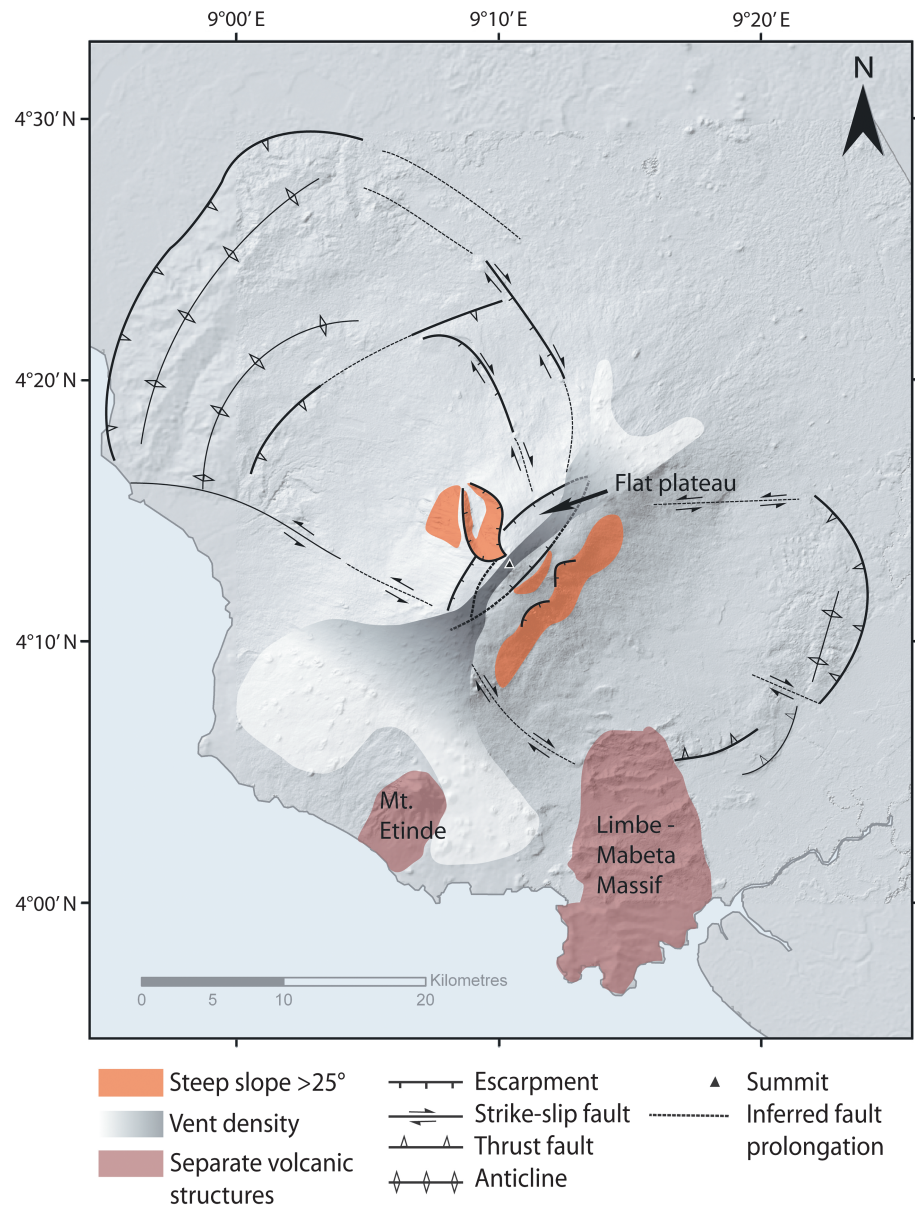 9°00′ E
9°10′ E
9°20′ E
N
4°30′ N
4°20′ N
4°10′ N
4°00′ N
Flat plateau
Mt.
Etinde
Limbe -
Mabeta
Massif
Kilometres
0
5
10
20
Steep slope >25°
Vent density
Separate volcanic
structures
Escarpment
Strike-slip fault
Thrust fault
Anticline
Summit
Inferred fault
prolongation